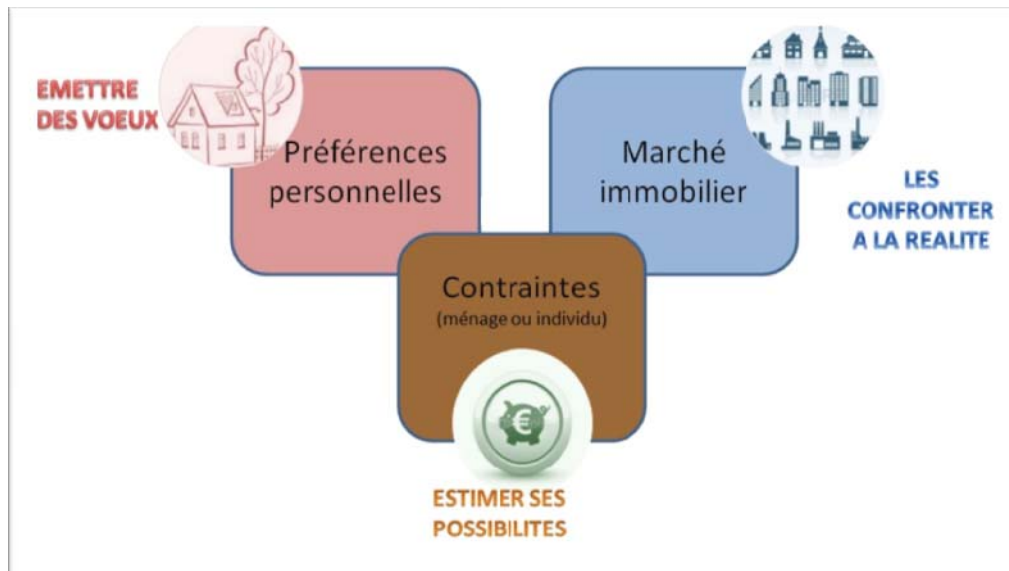 EMETTRE
DES VOEUX
Préférences
personnelles
Marché
immobilier
LES
CONFRONTER
A LA REALITE
Contraintes
(ménage ou individu)
€
ESTIMER SES
POSSIBILITES